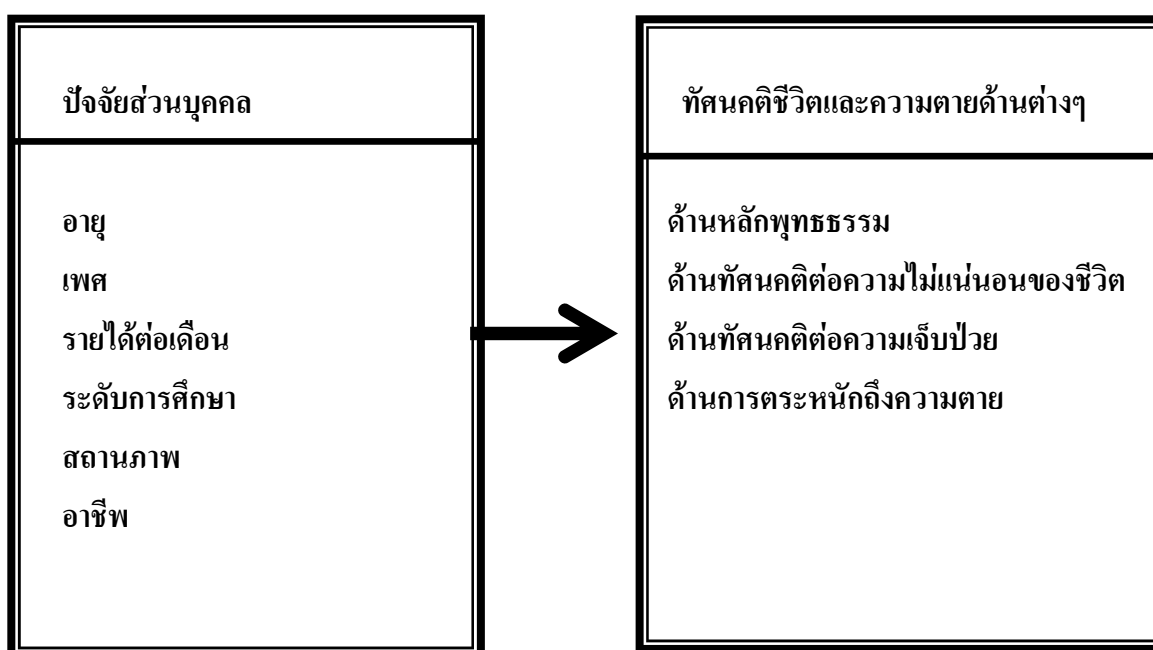 ปัจจัยส่วนบุคคล
อายุ
เพศ
รายได้ต่อเดือน
ระดับการศึกษา
สถานภาพ
อาชีพ
ทัศนคติชีวิตและความตายด้านต่างๆ
ด้านหลักพุทธธรรม
ด้านทัศนคติต่อความไม่แน่นอนของชีวิต
ด้านทัศนคติต่อความเจ็บป่วย
ด้านการตระหนักถึงความตาย